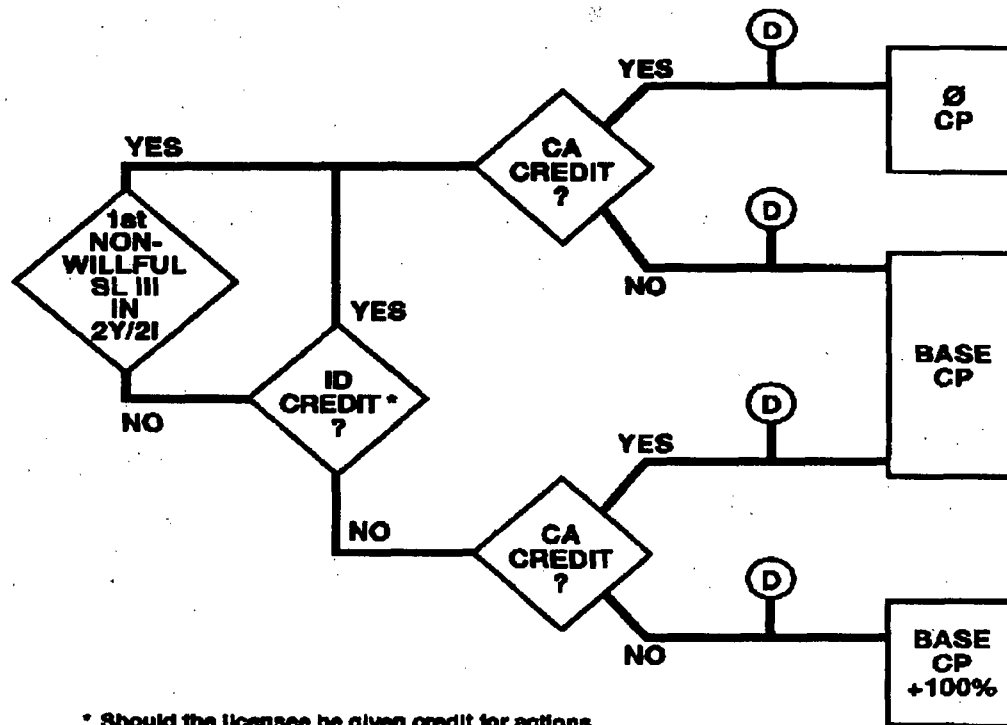 YES
1st
NON-
WILLFUL
SL III
IN
2Y/2I
NO
YES
ID
CREDIT *
?
NO
CA
CREDIT
?
YES
D
Ø
CP
NO
D
BASE
CP
CA
CREDIT
?
YES
D
NO
D
BASE
CP
+100%
* Should the licensee be given credit for actions